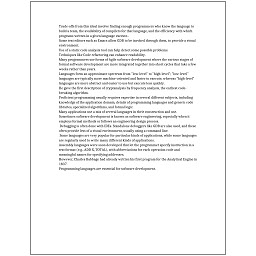 Trade-offs from this ideal involve finding enough programmers who know the language to
build a team, the availability of compilers for that language, and the efficiency with which
programs written in a given language execute.
Some text editors such as Emacs allow GDB to be invoked through them, to provide a visual
environment.
Use of a static code analysis tool can help detect some possible problems.
Techniques like Code refactoring can enhance readability.
Many programmers use forms of Agile software development where the various stages of
formal software development are more integrated together into short cycles that take a few
weeks rather than years.
Languages form an approximate spectrum from "low-level" to "high-level"; "low-level"
languages are typically more machine-oriented and faster to execute, whereas "high-level"
languages are more abstract and easier to use but execute less quickly.
He gave the first description of cryptanalysis by frequency analysis, the earliest code-
breaking algorithm.
Proficient programming usually requires expertise in several different subjects, including
knowledge of the application domain, details of programming languages and generic code
libraries, specialized algorithms, and formal logic.
Many applications use a mix of several languages in their construction and use.
Sometimes software development is known as software engineering, especially when it
employs formal methods or follows an engineering design process.
Debugging is often done with IDEs. Standalone debuggers like GDB are also used, and these
often provide less of a visual environment, usually using a command line.
Some languages are very popular for particular kinds of applications, while some languages
are regularly used to write many different kinds of applications.
Assembly languages were soon developed that let the programmer specify instruction in a
text format (e.g., ADD X, TOTAL), with abbreviations for each operation code and
meaningful names for specifying addresses.
However, Charles Babbage had already written his first program for the Analytical Engine in
1837.
Programming languages are essential for software development.